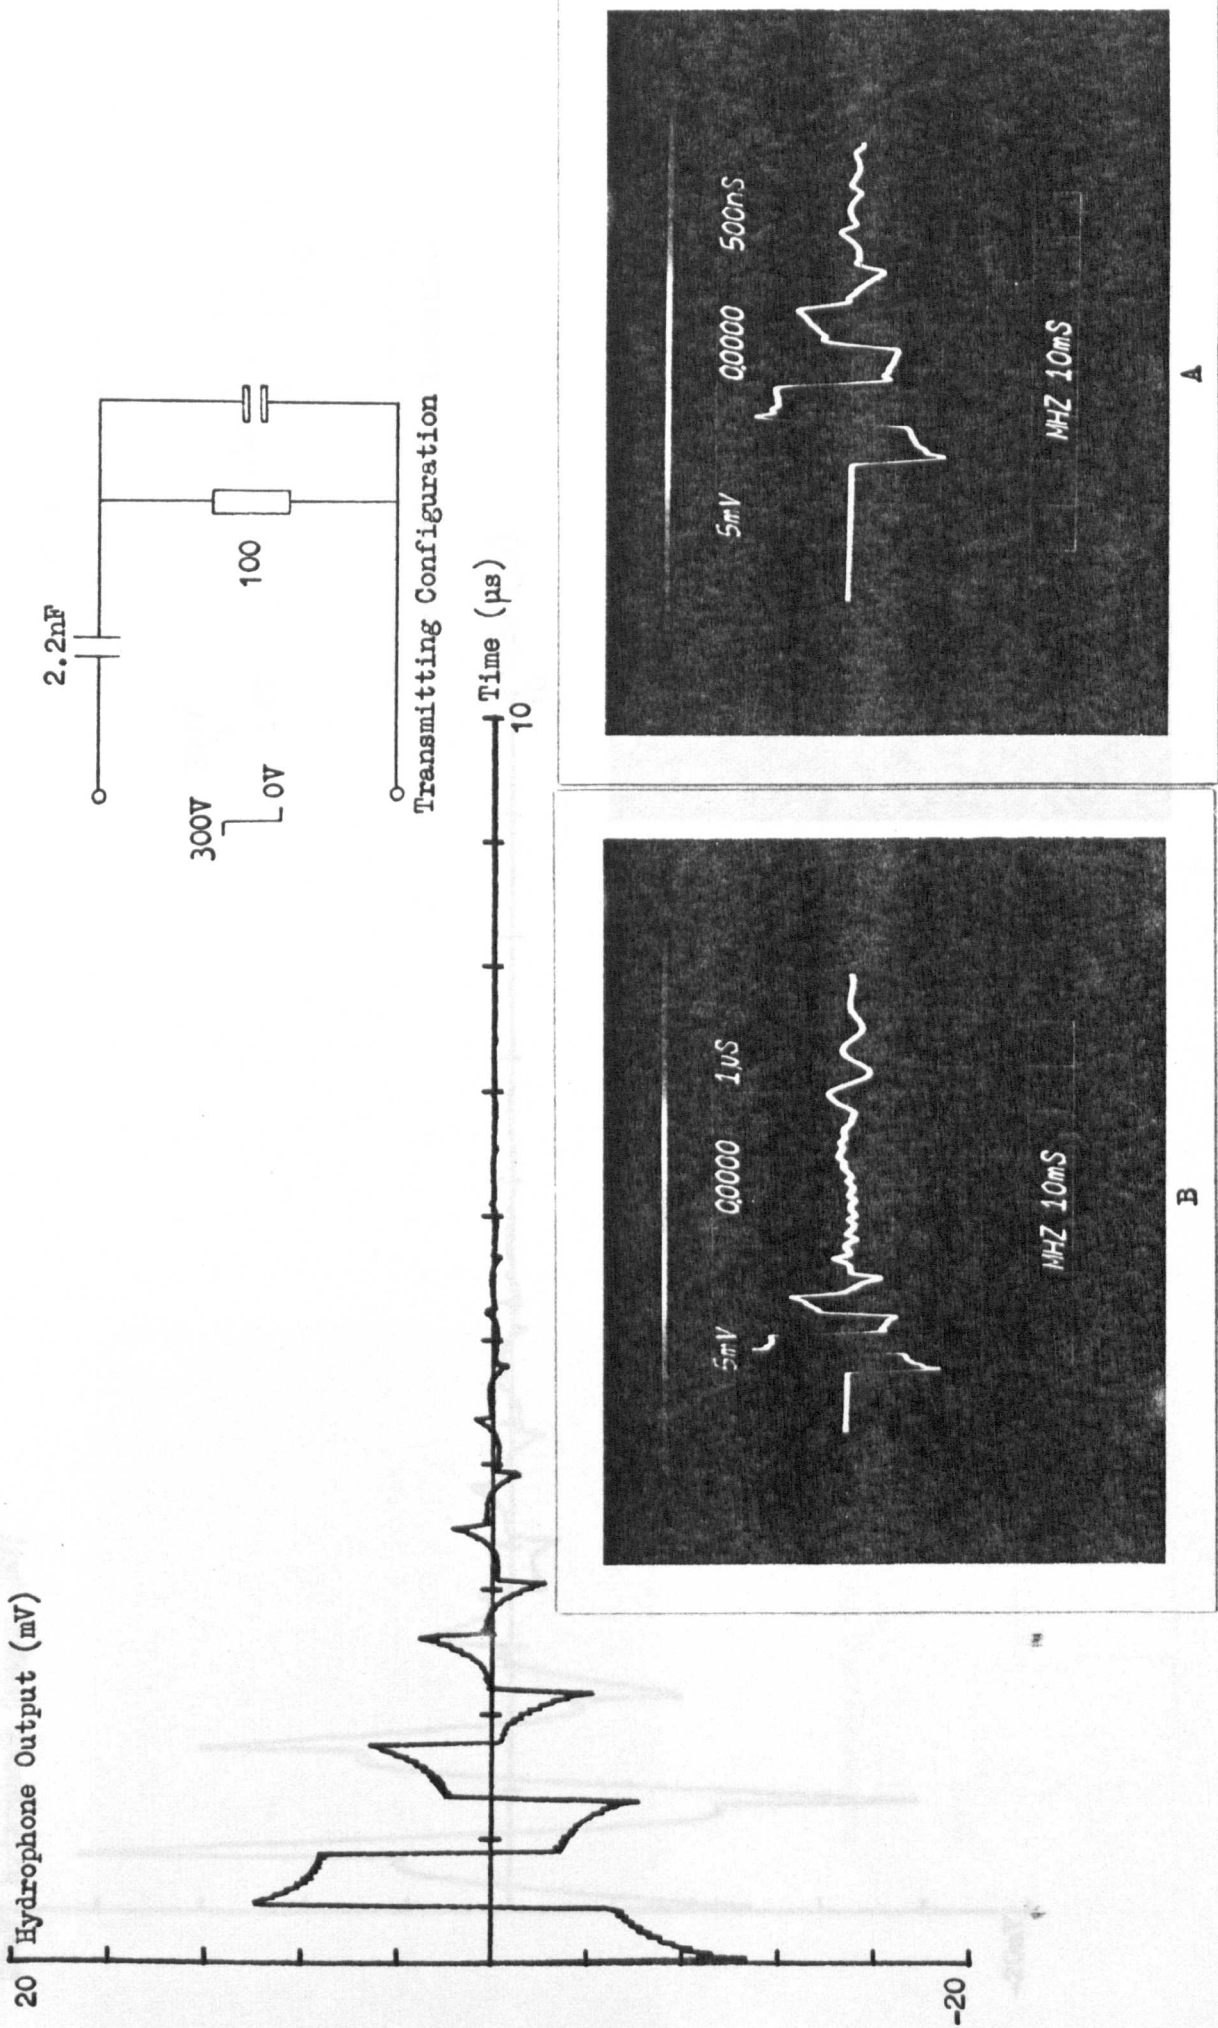 20
Hydrophone Output (mV)
-20
10
Time (µs)
2.2nF
300V
0V
100
Transmitting Configuration
5mV 0.0000 1µS
MHZ 10mS
B
5mV 0.0000 500nS
MHZ 10mS
A